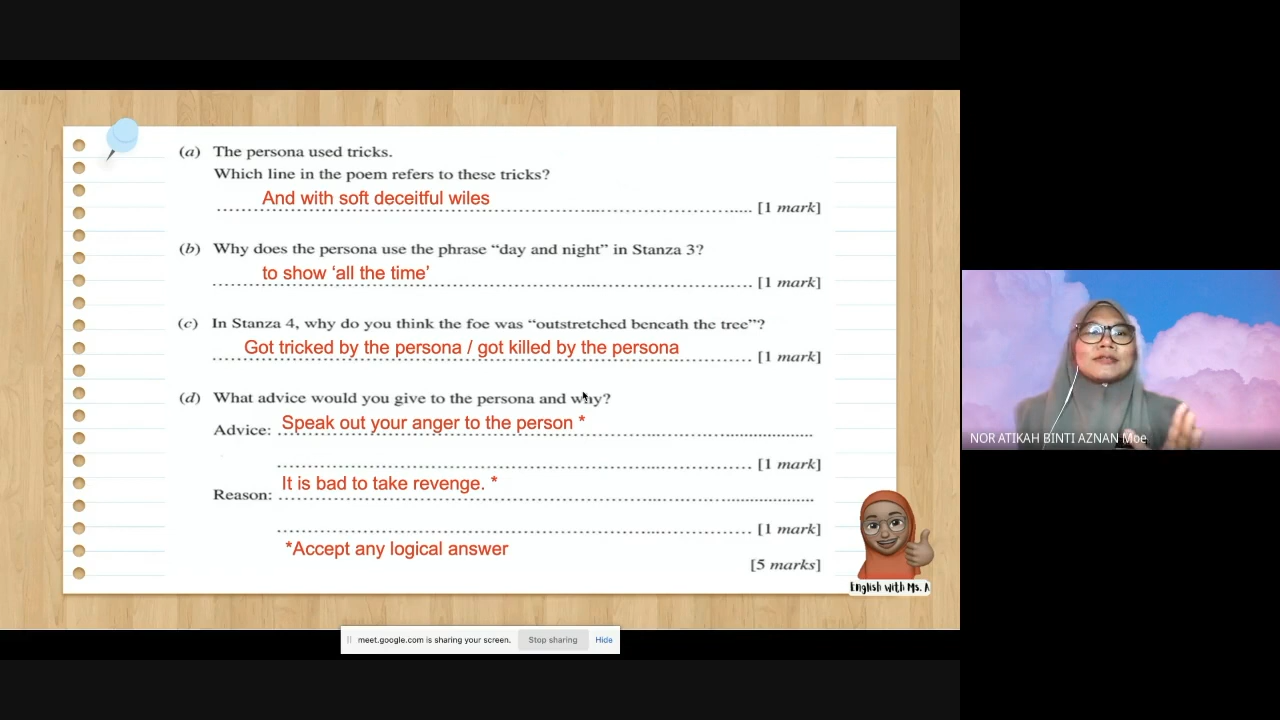 (a) The persona used tricks.
Which line in the poem refers to these tricks?
And with soft deceitful wiles
[1 mark]
(b) Why does the persona use the phrase “day and night” in Stanza 3?
to show ‘all the time’
[1 mark]
(c) In Stanza 4, why do you think the foe was “outstretched beneath the tree”?
Got tricked by the persona / got killed by the persona
[1 mark]
(d) What advice would you give to the persona and why?
Advice: Speak out your anger to the person *
[1 mark]
Reason: It is bad to take revenge. *
[1 mark]
*Accept any logical answer
[5 marks]
English with Ms. A
NOR ATIKAH BINTI AZNAN Moe
meet.google.com is sharing your screen. Stop sharing Hide